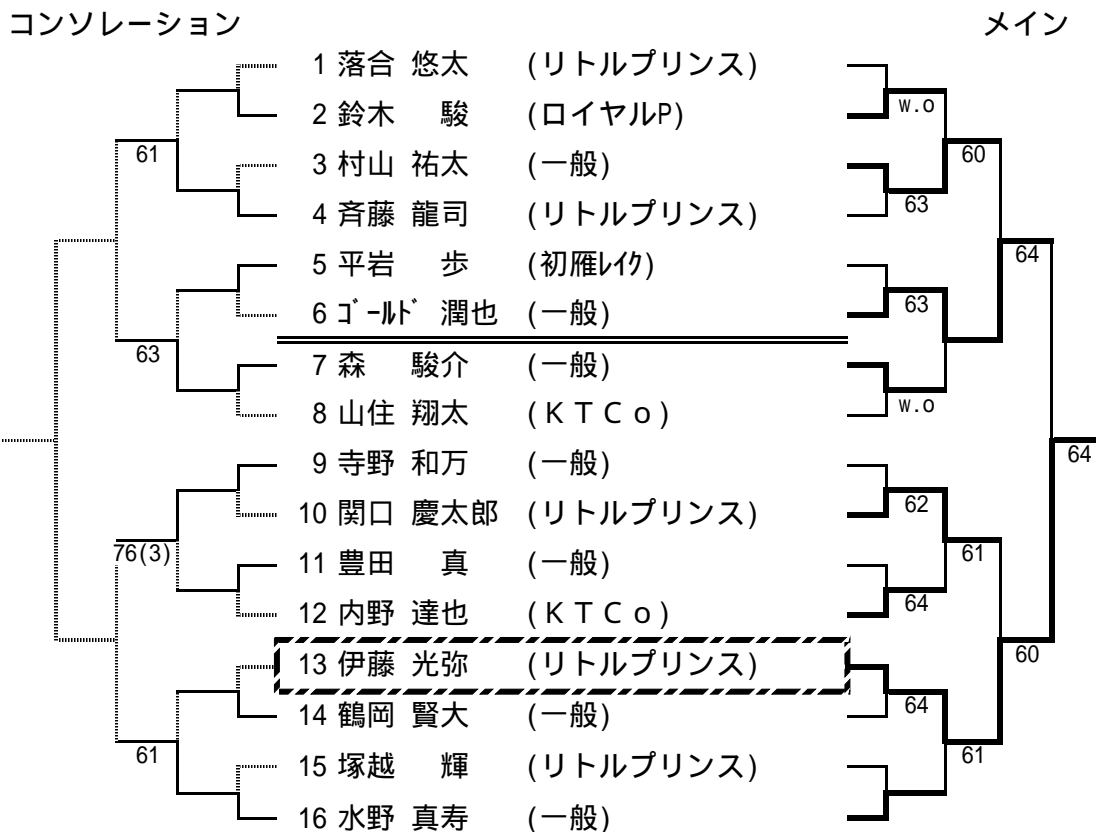 コンソレーション メイン
1 落合 悠太 (リトルプリンス)
2 鈴木 駿 (ロイヤルP) w.o
61 3 村山 祐太 (一般) 60
4 斉藤 龍司 (リトルプリンス) 63
5 平岩 歩 (初雁ﾚｲｸ) 64
6 ｺﾞｰﾙﾄﾞ 潤也 (一般) 63
63 7 森 駿介 (一般)
8 山住 翔太 (ＫＴＣｏ) w.o
9 寺野 和万 (一般) 64
10 関口 慶太郎 (リトルプリンス) 62
76(3) 11 豊田 真 (一般) 61
12 内野 達也 (ＫＴＣｏ) 64
13 伊藤 光弥 (リトルプリンス) 60
14 鶴岡 賢大 (一般) 64
61 15 塚越 輝 (リトルプリンス) 61
16 水野 真寿 (一般)